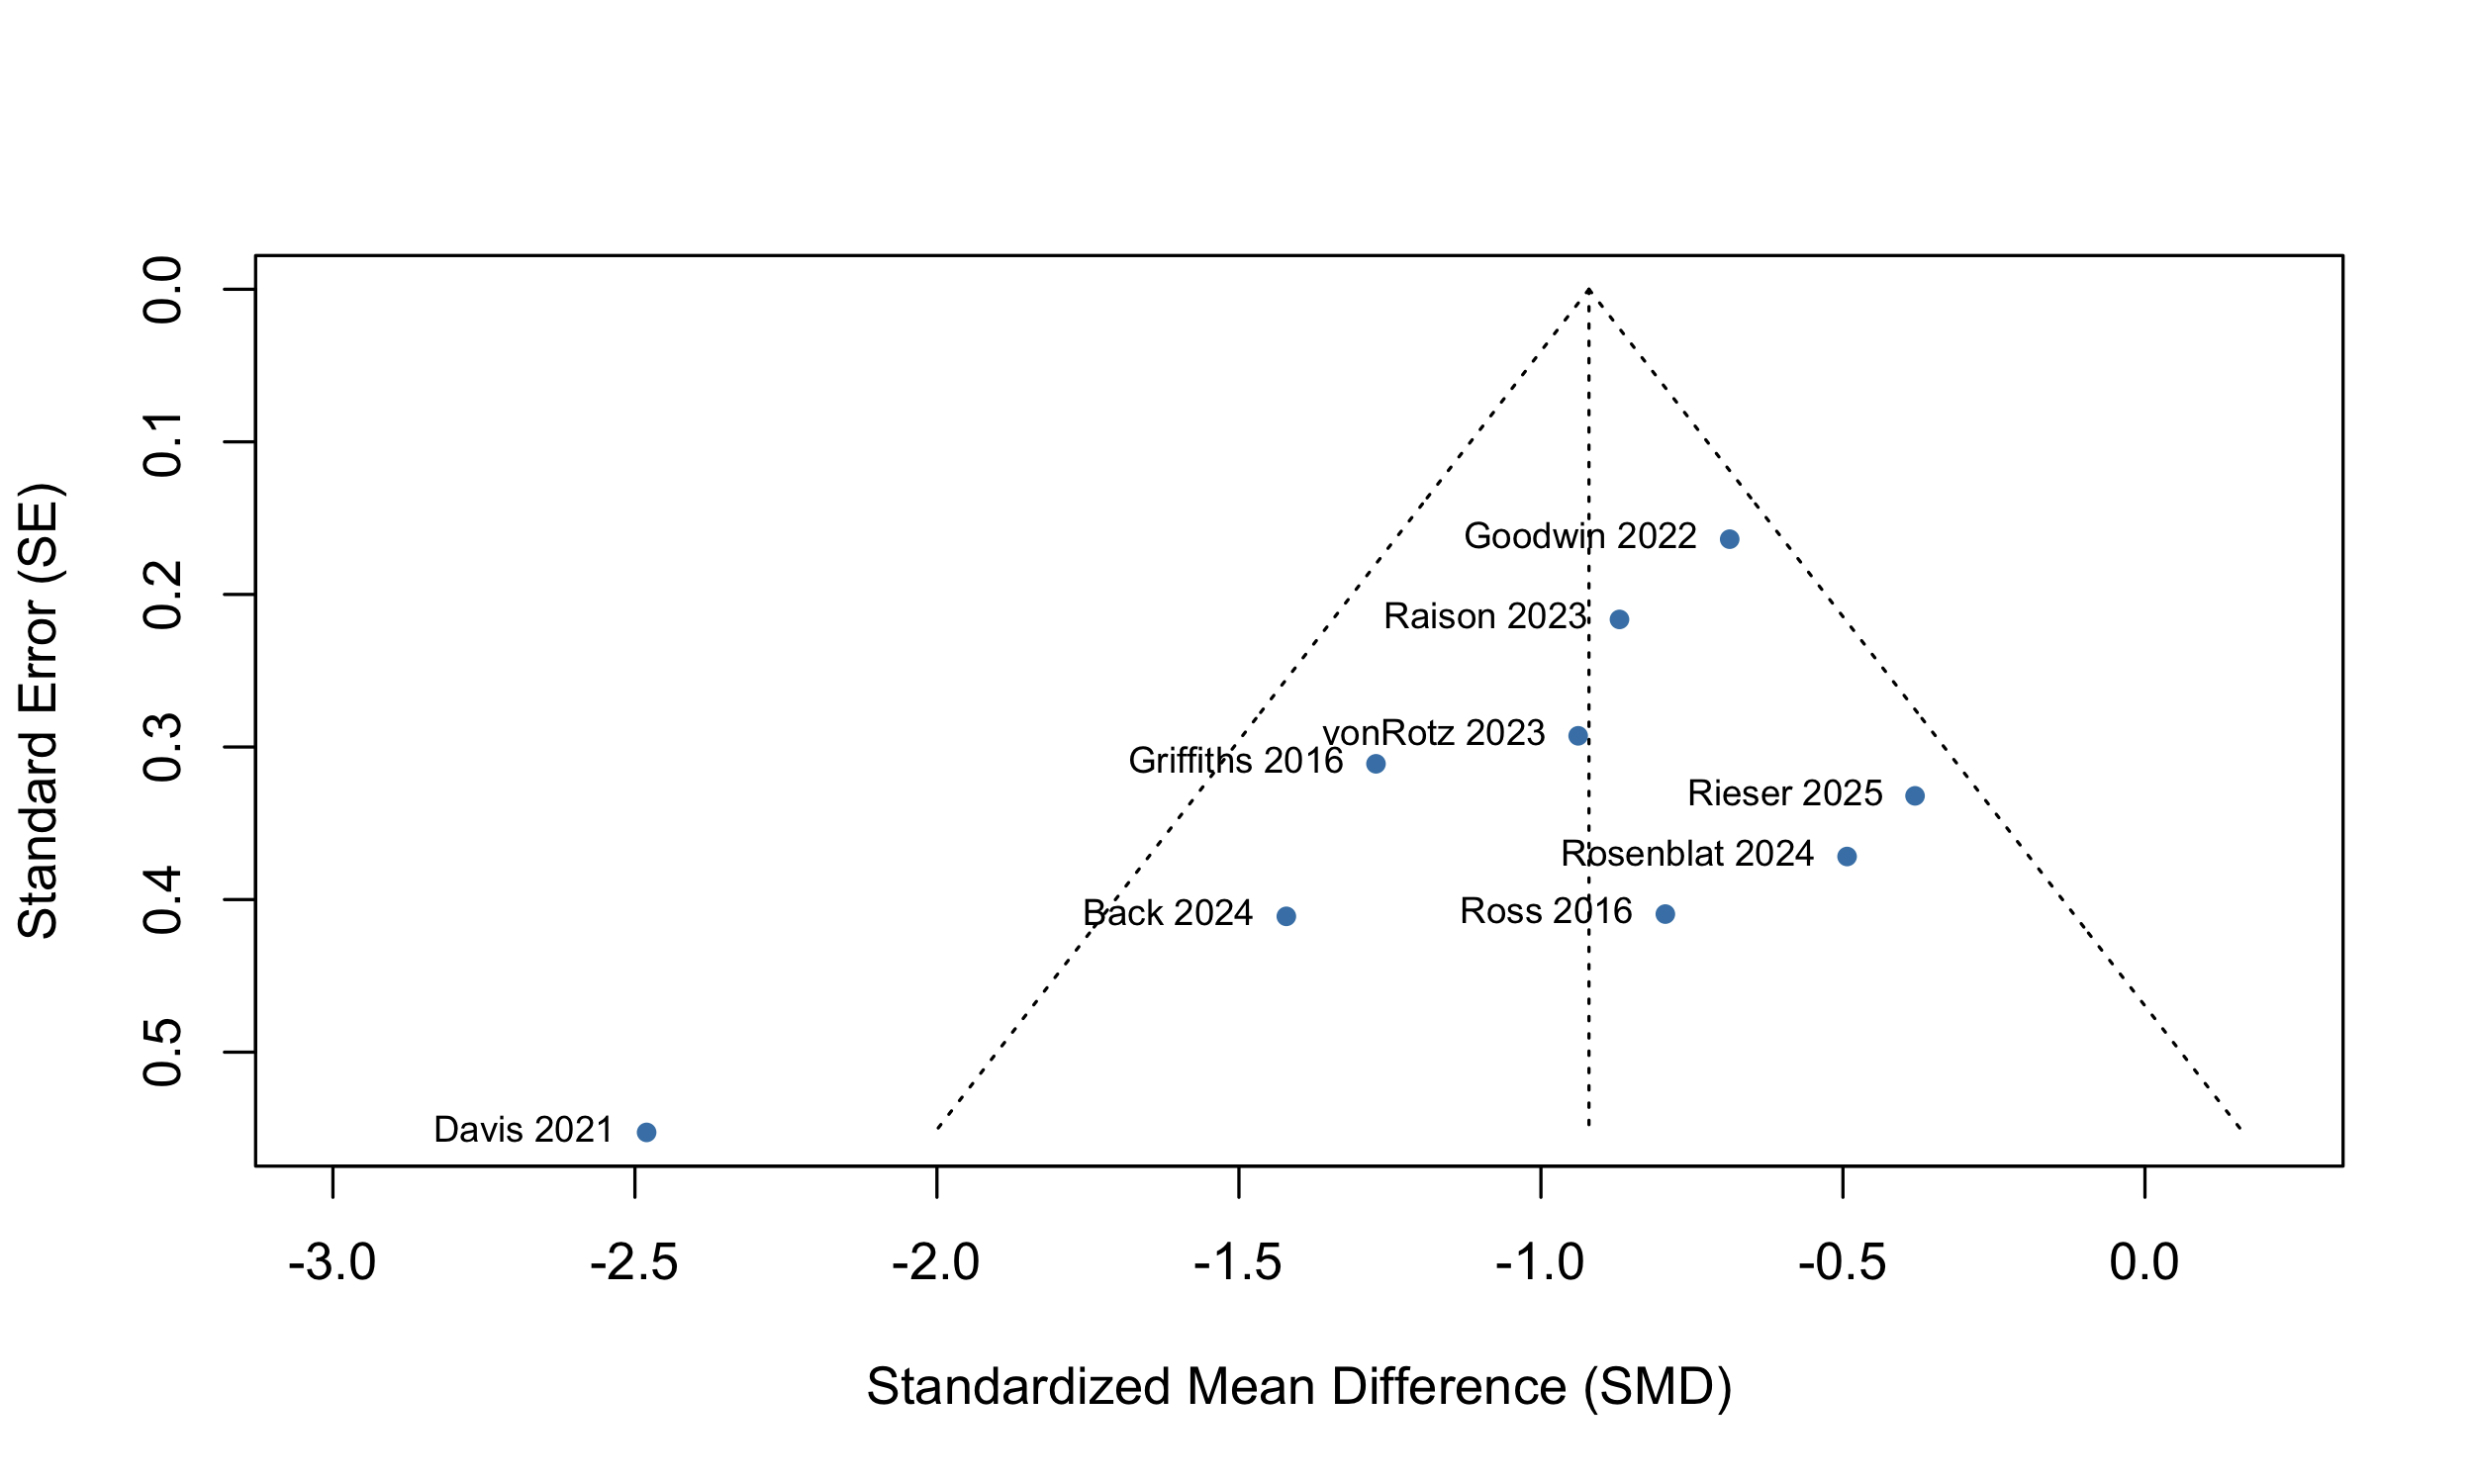 Standard Error (SE)
0.0
0.1
0.2
0.3
0.4
0.5
Goodwin 2022
Raison 2023
vonRotz 2023
Griffiths 2016
Rieser 2025
Rosenblat 2024
Ross 2016
Back 2024
Davis 2021
-3.0 -2.5 -2.0 -1.5 -1.0 -0.5 0.0
Standardized Mean Difference (SMD)